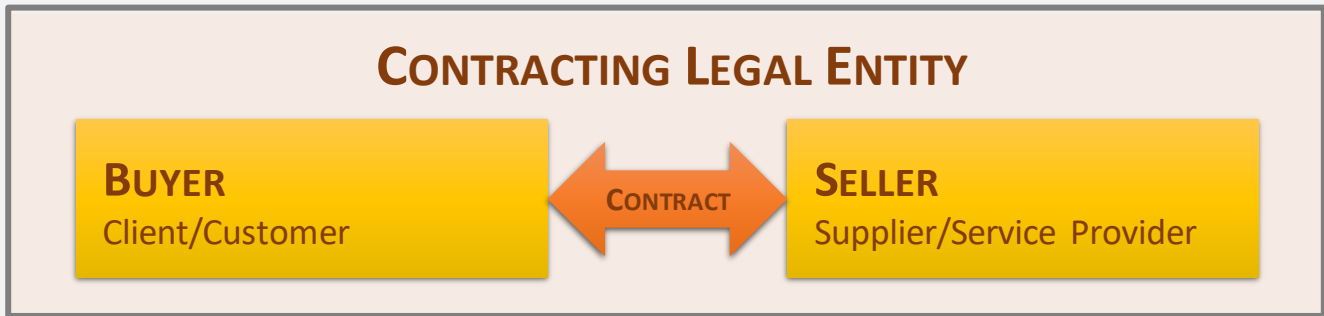 CONTRACTING LEGAL ENTITY
BUYER
Client/Customer
CONTRACT
SELLER
Supplier/Service Provider